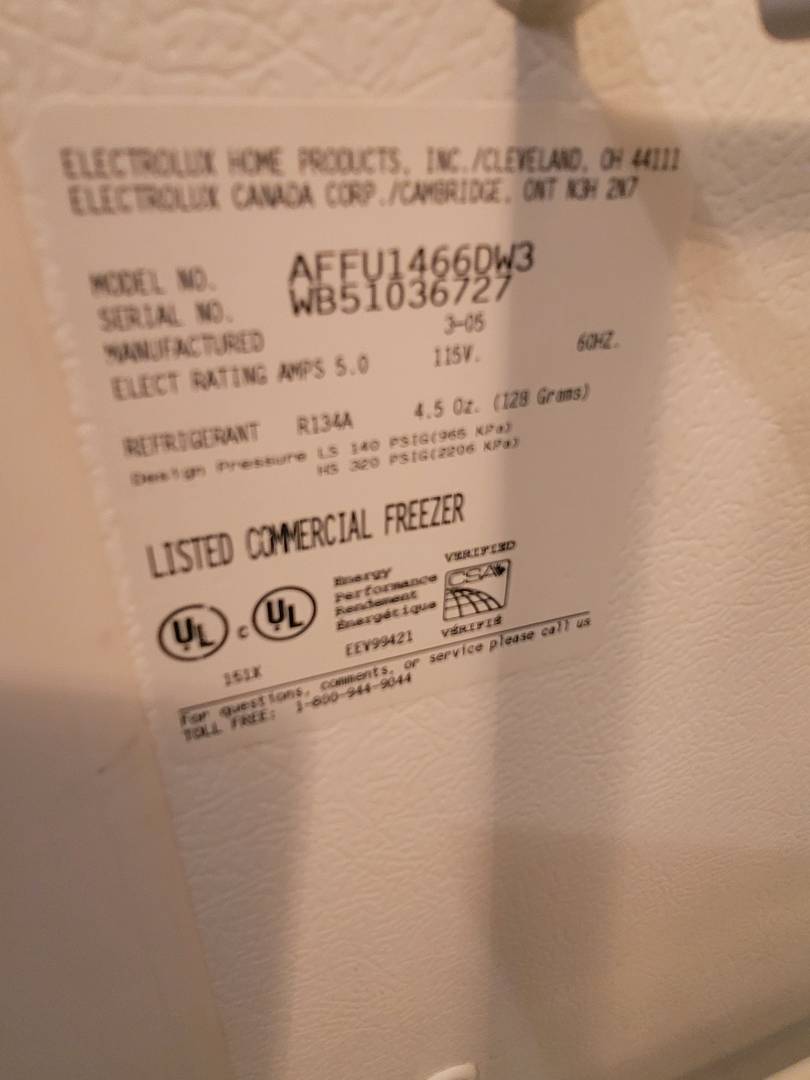 ELECTROLUX HOME PRODUCTS, INC./CLEVELAND, OH 44111
ELECTROLUX CANADA CORP./CAMBRIDGE, ONT N3H 2N7
MODEL NO. AFFU1466DW3
SERIAL NO. WB51036727
MANUFACTURED 3-05
ELECT RATING AMPS 5.0 115V. 60HZ.
REFRIGERANT R134A 4.5 Oz. (128 Grams)
Design Pressure LS 140 PSIG(965 KPa)
HS 320 PSIG(2206 KPa)
LISTED COMMERCIAL FREEZER
UL c UL
151X
Energy
Performance
Rendement
Énergétique
EEV99421
VERIFIED
CSA
VÉRIFIÉ
For questions, comments, or service please call us
TOLL FREE: 1-800-944-9044